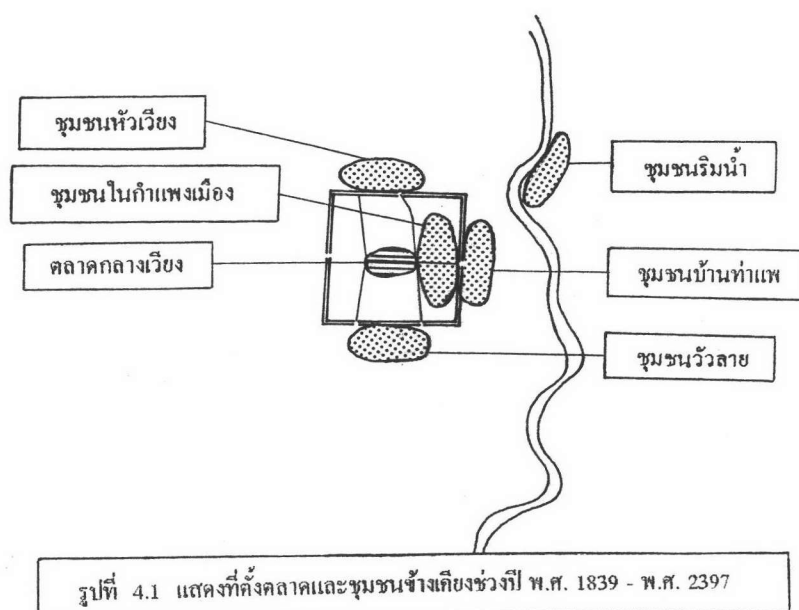 ชุมชนหัวเวียง
ชุมชนในกำแพงเมือง
ตลาดกลางเวียง
ชุมชนริมน้ำ
ชุมชนบ้านท่าแพ
ชุมชนวัวลาย
รูปที่ 4.1 แสดงที่ตั้งตลาดและชุมชนข้างเคียงช่วงปี พ.ศ. 1839 - พ.ศ. 2397